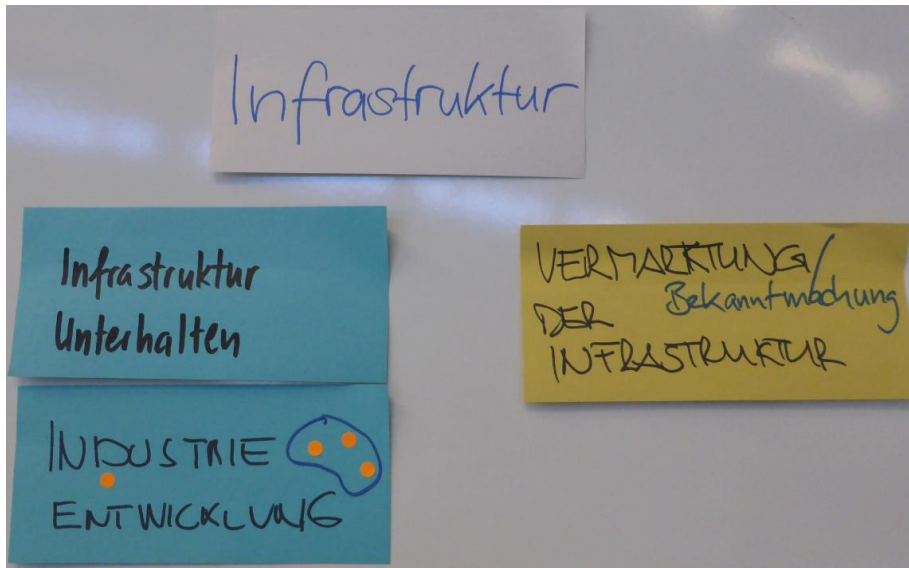 Infrastruktur
Infrastruktur
Unterhalten
INDUSTRIE
ENTWICKLUNG
VERMARKTUNG/
Bekanntmachung
DER
INFRASTRUKTUR